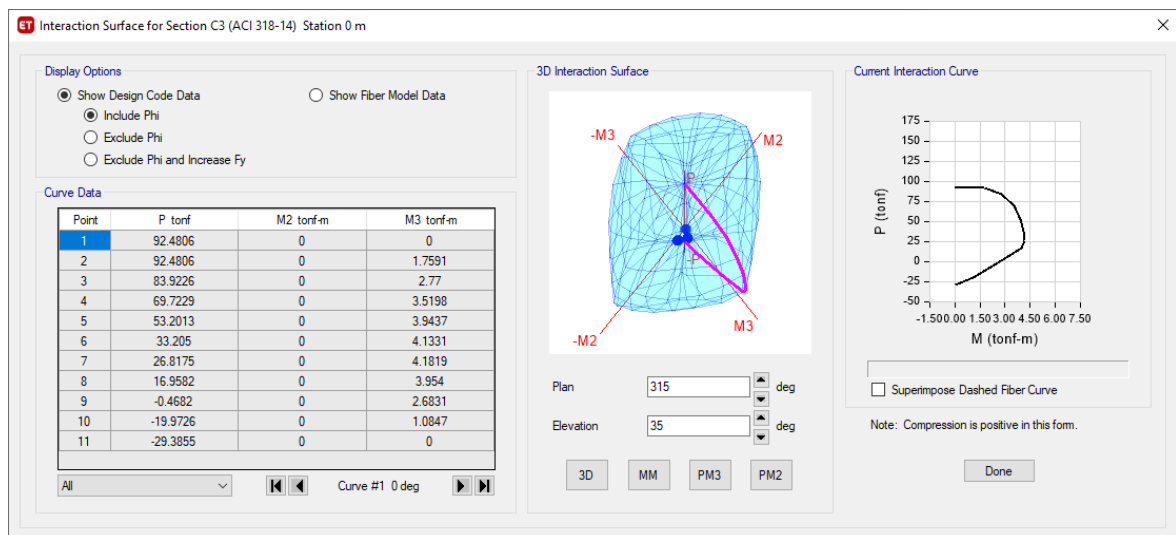 ET Interaction Surface for Section C3 (ACI 318-14) Station 0 m
Display Options
Show Design Code Data Show Fiber Model Data
Include Phi
Exclude Phi
Exclude Phi and Increase Fy
Curve Data
Point P tonf M2 tonf-m M3 tonf-m
1 92.4806 0 0
2 92.4806 0 1.7591
3 83.9226 0 2.77
4 69.7229 0 3.5198
5 53.2013 0 3.9437
6 33.205 0 4.1331
7 26.8175 0 4.1819
8 16.9582 0 3.954
9 -0.4682 0 2.6831
10 -19.9726 0 1.0847
11 -29.3855 0 0
All Curve #1 0 deg
3D Interaction Surface
-M3 M2
P
-P
-M2 M3
Plan 315 deg
Elevation 35 deg
3D MM PM3 PM2
Current Interaction Curve
P (tonf)
175
150
125
100
75
50
25
0
-25
-50
-1.50 0.00 1.50 3.00 4.50 6.00 7.50
M (tonf-m)
Superimpose Dashed Fiber Curve
Note: Compression is positive in this form.
Done